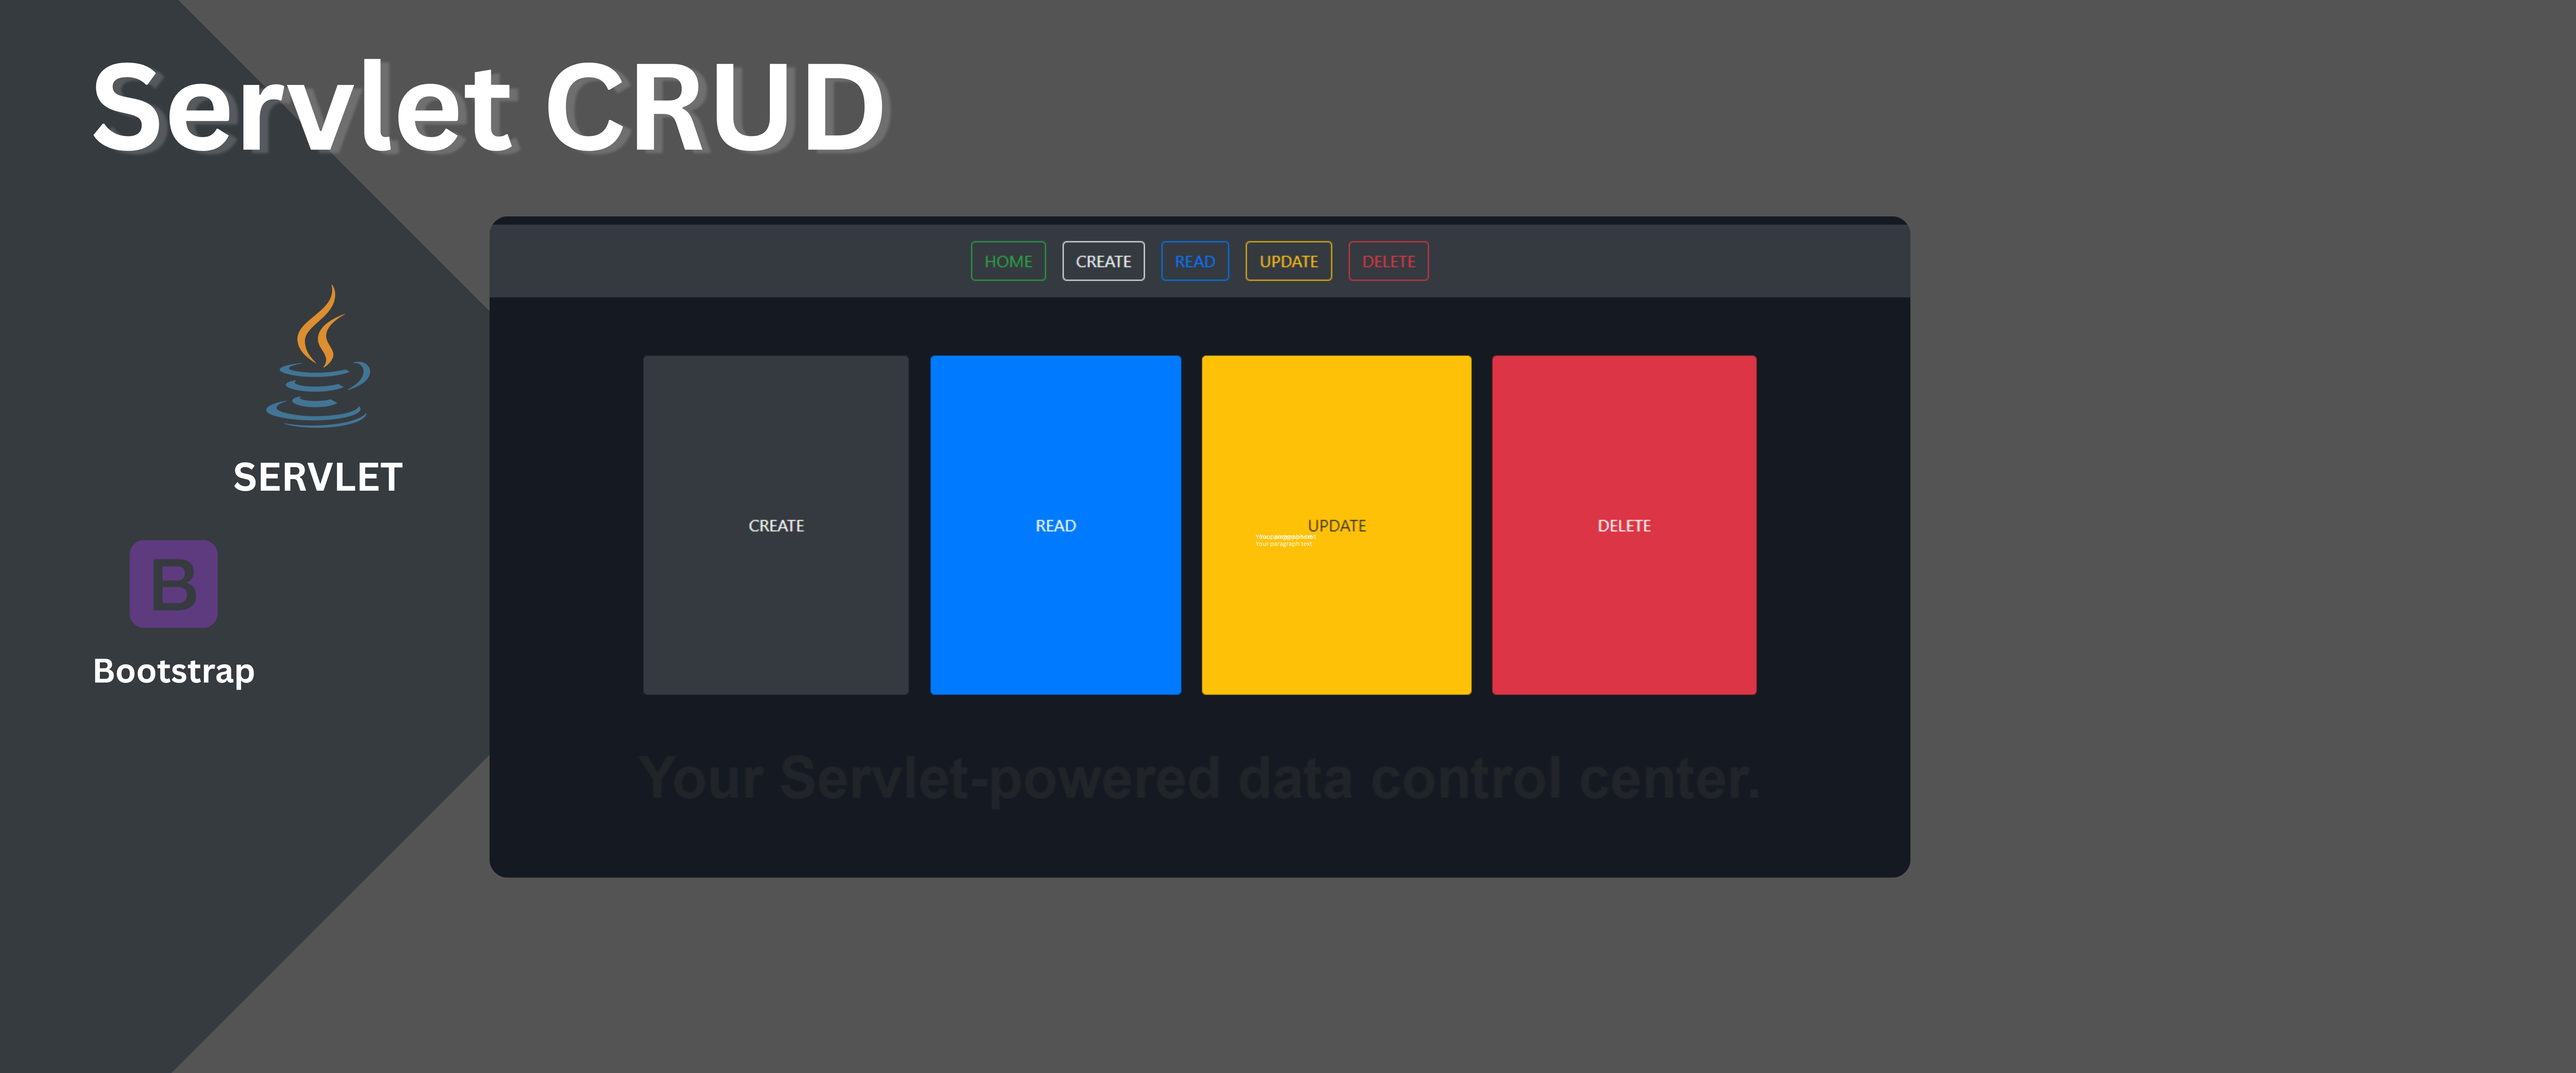 Servlet CRUD
HOME CREATE READ UPDATE DELETE
SERVLET
B
Bootstrap
CREATE READ UPDATE DELETE
Your paragraph text
Your Servlet-powered data control center.